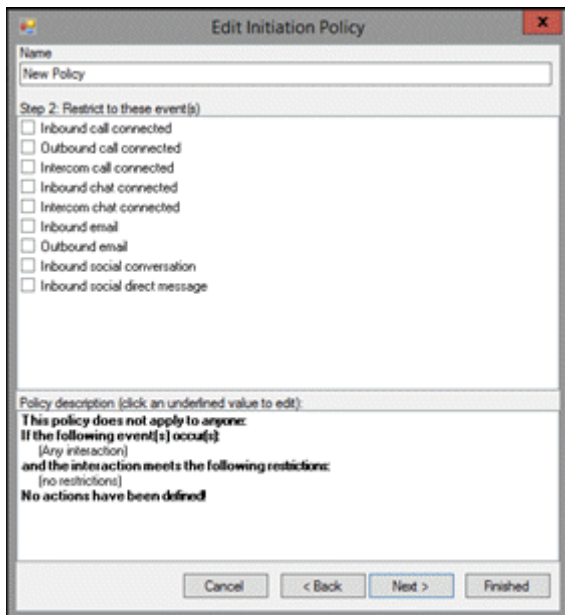 Edit Initiation Policy
x
Name
New Policy
Step 2: Restrict to these event(s)
Inbound call connected
Outbound call connected
Intercom call connected
Inbound chat connected
Intercom chat connected
Inbound email
Outbound email
Inbound social conversation
Inbound social direct message
Policy description (click an underlined value to edit):
This policy does not apply to anyone:
If the following event(s) occur(s):
(Any interaction)
and the interaction meets the following restrictions:
(no restrictions)
No actions have been defined!
Cancel < Back Next > Finished